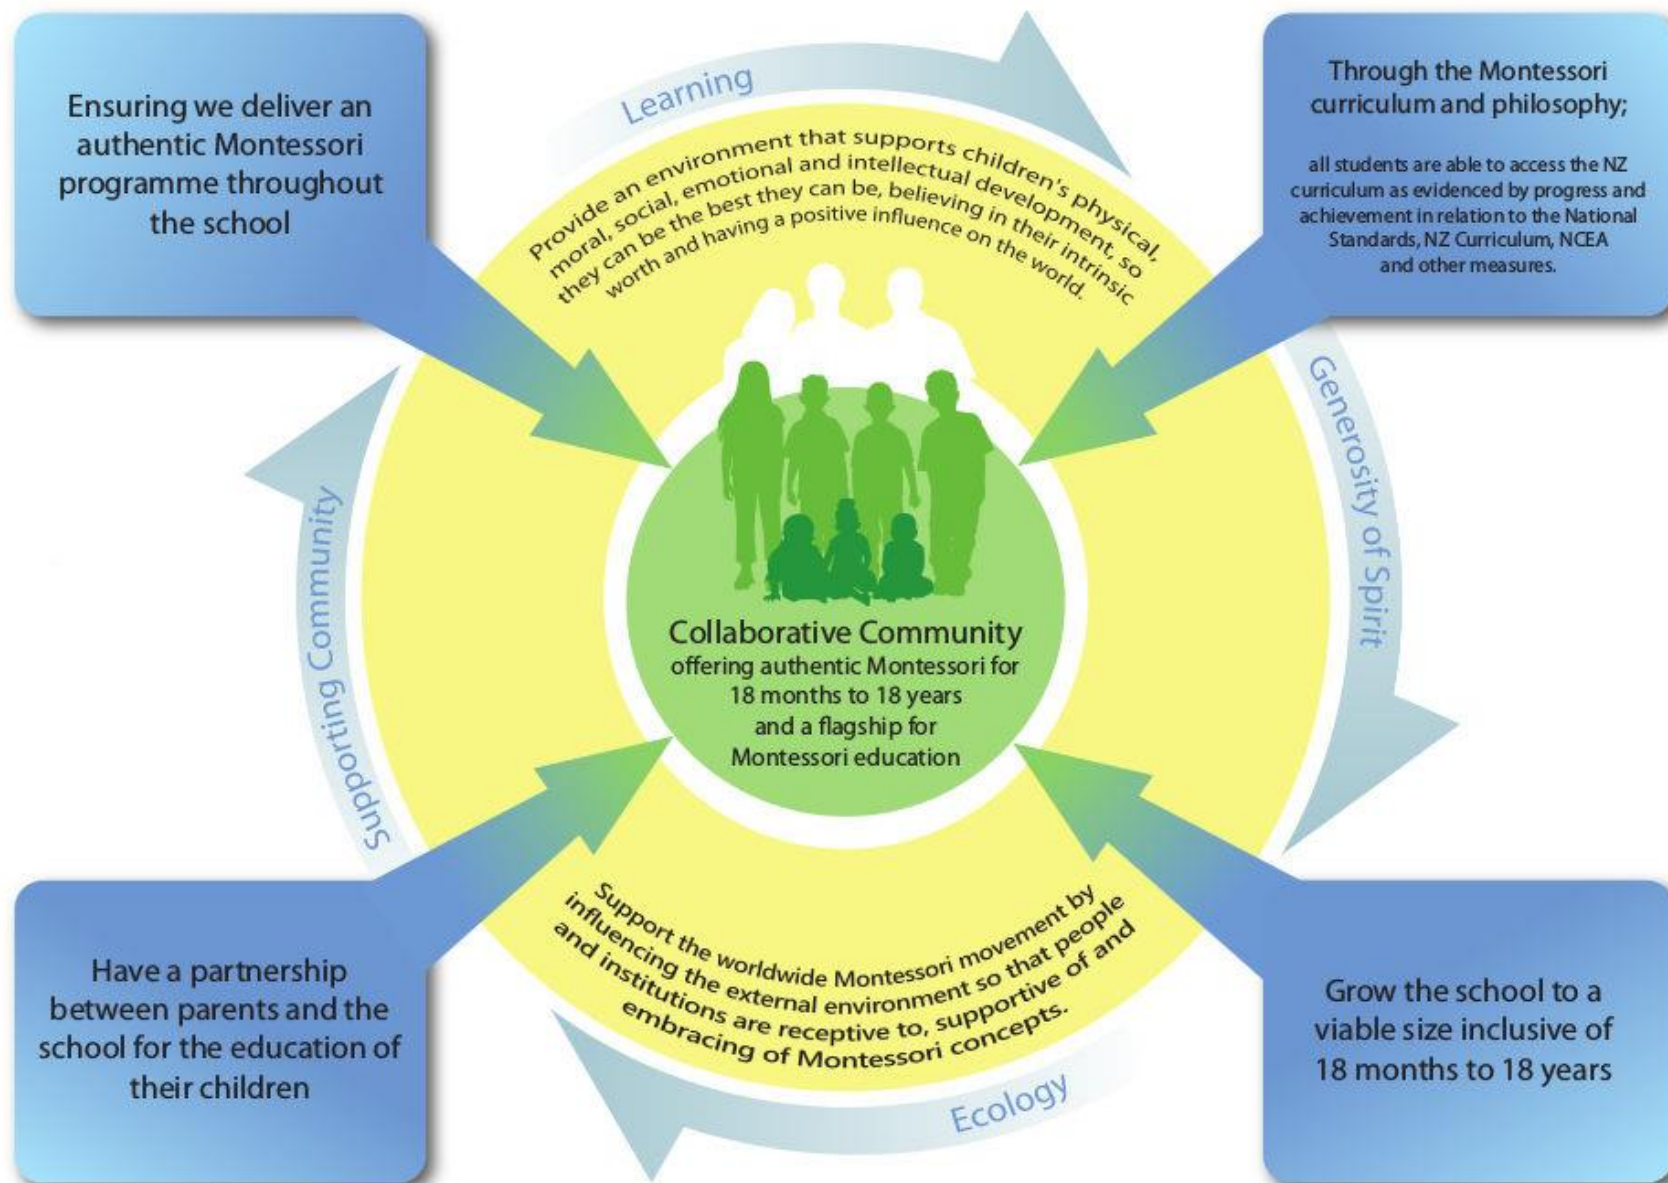 Ensuring we deliver an
authentic Montessori
programme throughout
the school
Learning
Through the Montessori
curriculum and philosophy;
all students are able to access the NZ
curriculum as evidenced by progress and
achievement in relation to the National
Standards, NZ Curriculum, NCEA
and other measures.
Provide an environment that supports children's physical,
moral, social, emotional and intellectual development, so
they can be the best they can be, believing in their intrinsic
worth and having a positive influence on the world.
Generosity of Spirit
Supporting Community
Collaborative Community
offering authentic Montessori for
18 months to 18 years
and a flagship for
Montessori education
Support the worldwide Montessori movement by
influencing the external environment so that people
and institutions are receptive to, supportive of and
embracing of Montessori concepts.
Have a partnership
between parents and the
school for the education of
their children
Ecology
Grow the school to a
viable size inclusive of
18 months to 18 years